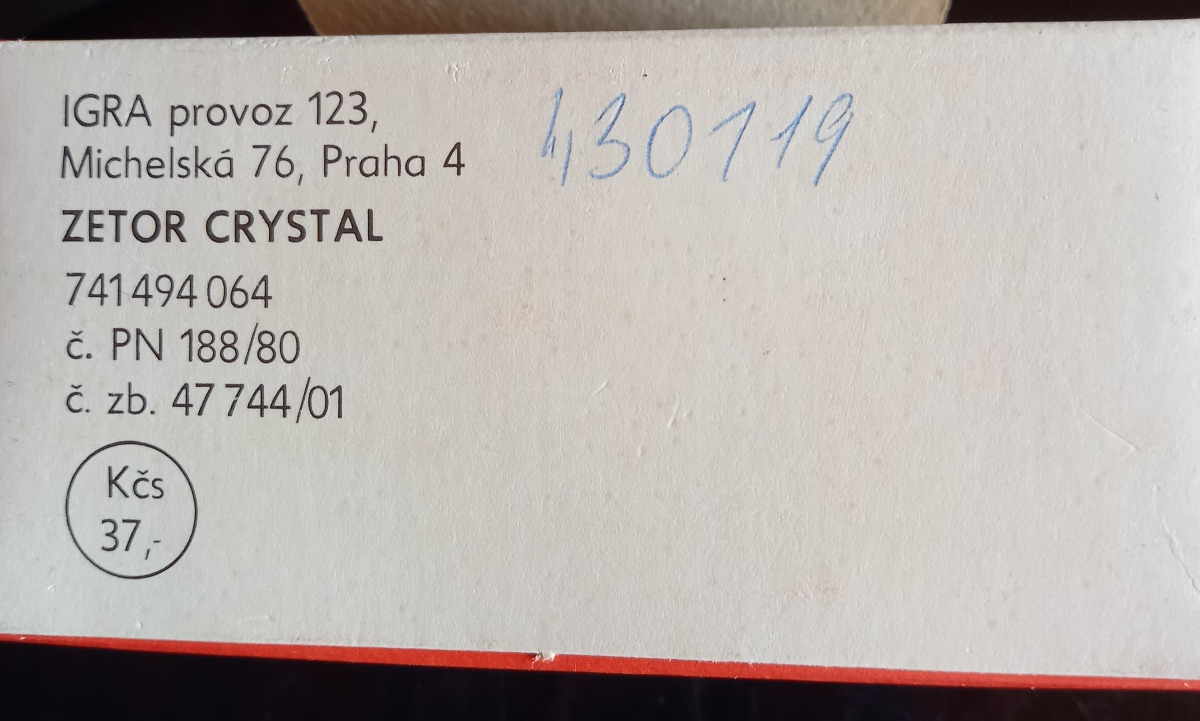 IGRA provoz 123,
Michelská 76, Praha 4
430119
ZETOR CRYSTAL
741 494 064
č. PN 188/80
č. zb. 47 744/01
Kčs
37,-